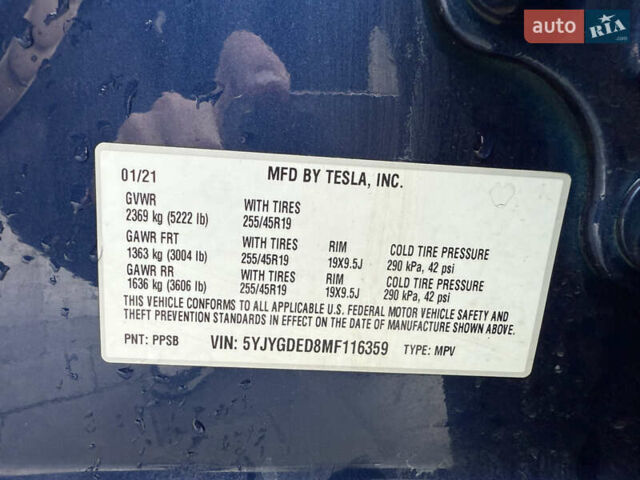 auto RIA.com
01/21 MFD BY TESLA, INC.
GVWR WITH TIRES
2369 kg (5222 lb) 255/45R19
GAWR FRT WITH TIRES RIM COLD TIRE PRESSURE
1363 kg (3004 lb) 255/45R19 19X9.5J 290 kPa, 42 psi
GAWR RR WITH TIRES RIM COLD TIRE PRESSURE
1636 kg (3606 lb) 255/45R19 19X9.5J 290 kPa, 42 psi
THIS VEHICLE CONFORMS TO ALL APPLICABLE U.S. FEDERAL MOTOR VEHICLE SAFETY AND
THEFT PREVENTION STANDARDS IN EFFECT ON THE DATE OF MANUFACTURE SHOWN ABOVE.
PNT: PPSB VIN: 5YJYGDED8MF116359 TYPE: MPV